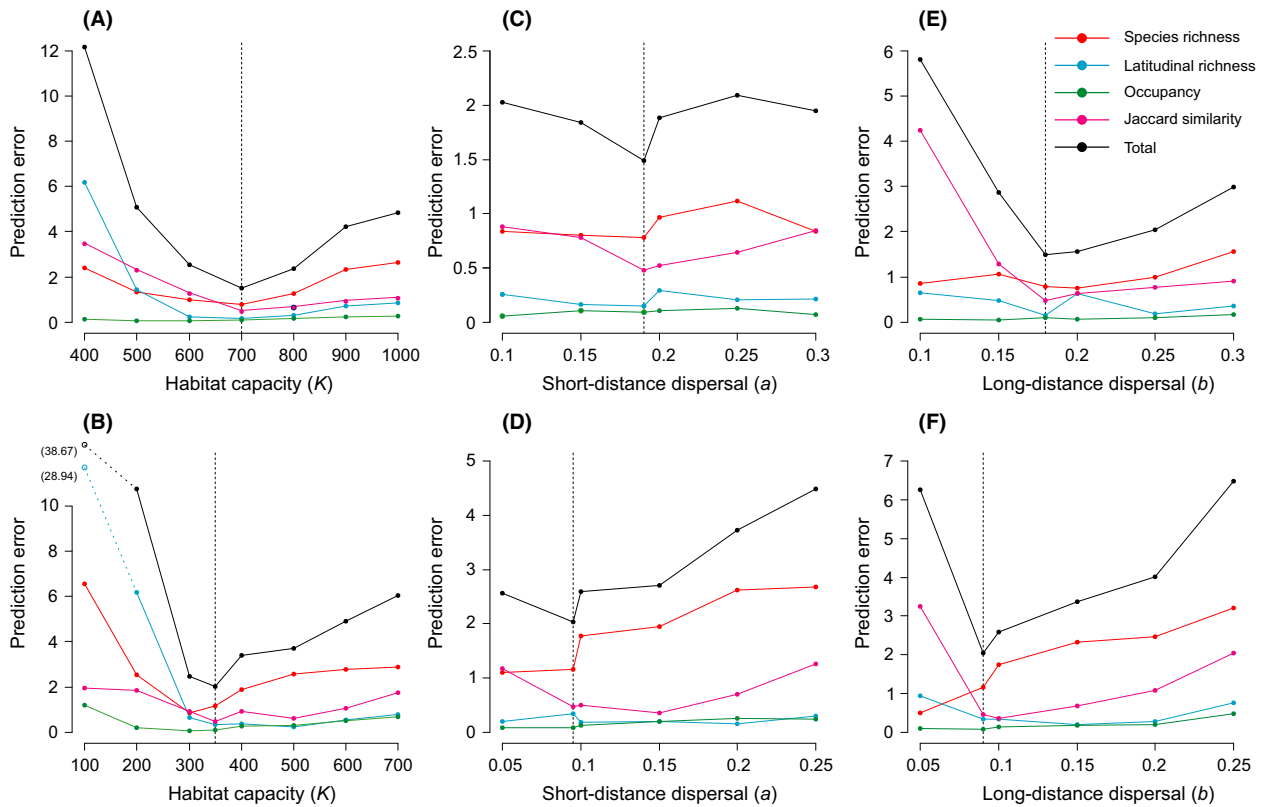 (A)
12
10
8
6
4
2
0
Prediction error
400 500 600 700 800 900 1000
Habitat capacity (K)
(C)
2.5
2
1.5
1
0.5
0
Prediction error
0.1 0.15 0.2 0.25 0.3
Short-distance dispersal (a)
(E)
6
5
4
3
2
1
0
Prediction error
0.1 0.15 0.2 0.25 0.3
Long-distance dispersal (b)
Species richness
Latitudinal richness
Occupancy
Jaccard similarity
Total
(B)
(38.67)
(28.94)
10
8
6
4
2
0
Prediction error
100 200 300 400 500 600 700
Habitat capacity (K)
(D)
5
4
3
2
1
0
Prediction error
0.05 0.1 0.15 0.2 0.25
Short-distance dispersal (a)
(F)
7
6
5
4
3
2
1
0
Prediction error
0.05 0.1 0.15 0.2 0.25
Long-distance dispersal (b)